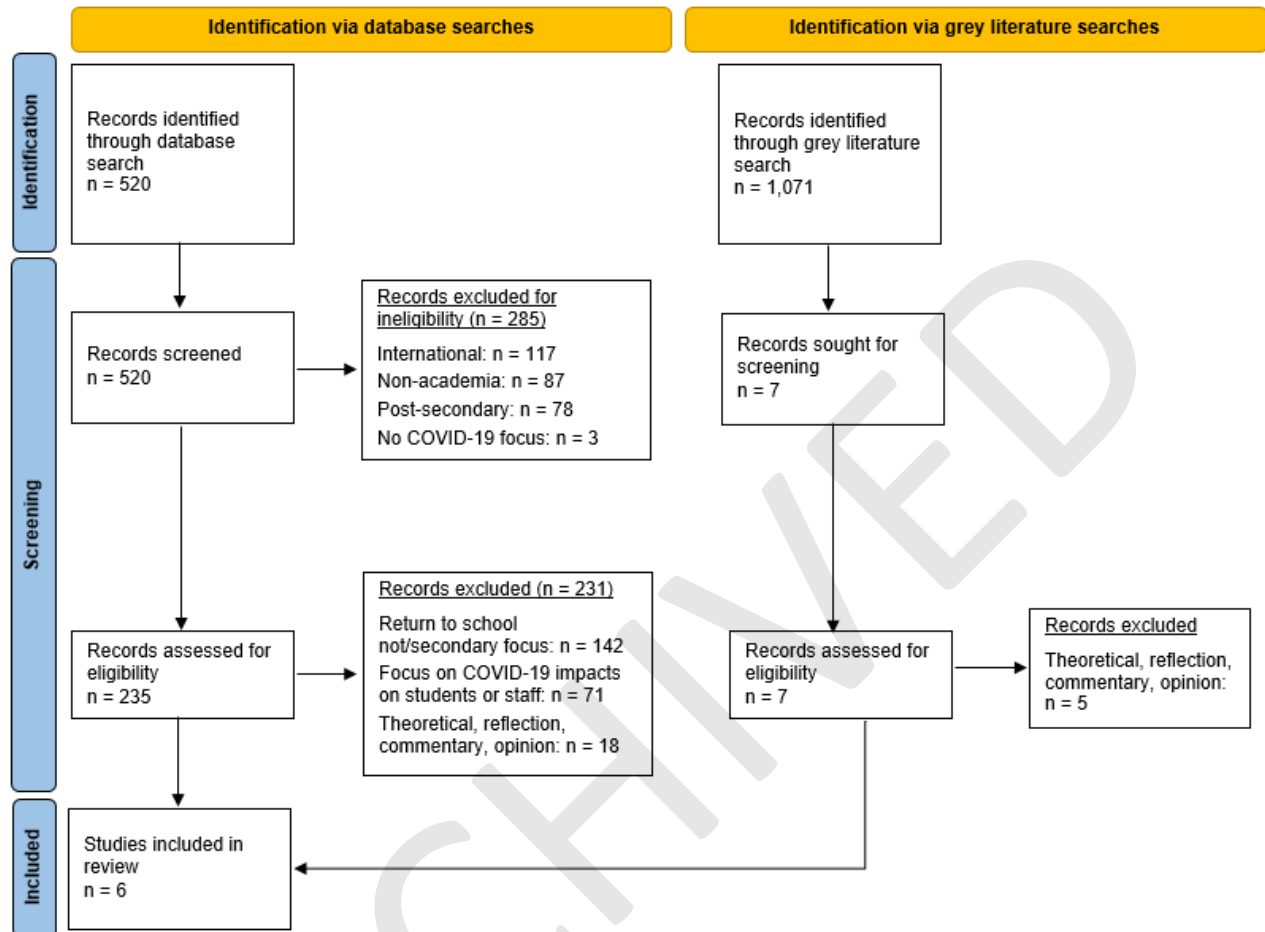 Identification via database searches
Identification via grey literature searches
Identification
Records identified
through database
search
n = 520
Records identified
through grey literature
search
n = 1,071
Screening
Records screened
n = 520
Records excluded for
ineligibility (n = 285)
International: n = 117
Non-academia: n = 87
Post-secondary: n = 78
No COVID-19 focus: n = 3
Records sought for
screening
n = 7
Records assessed for
eligibility
n = 235
Records excluded (n = 231)
Return to school
not/secondary focus: n = 142
Focus on COVID-19 impacts
on students or staff: n = 71
Theoretical, reflection,
commentary, opinion: n = 18
Records assessed for
eligibility
n = 7
Records excluded
Theoretical, reflection,
commentary, opinion:
n = 5
Included
Studies included in
review
n = 6
CHIVED